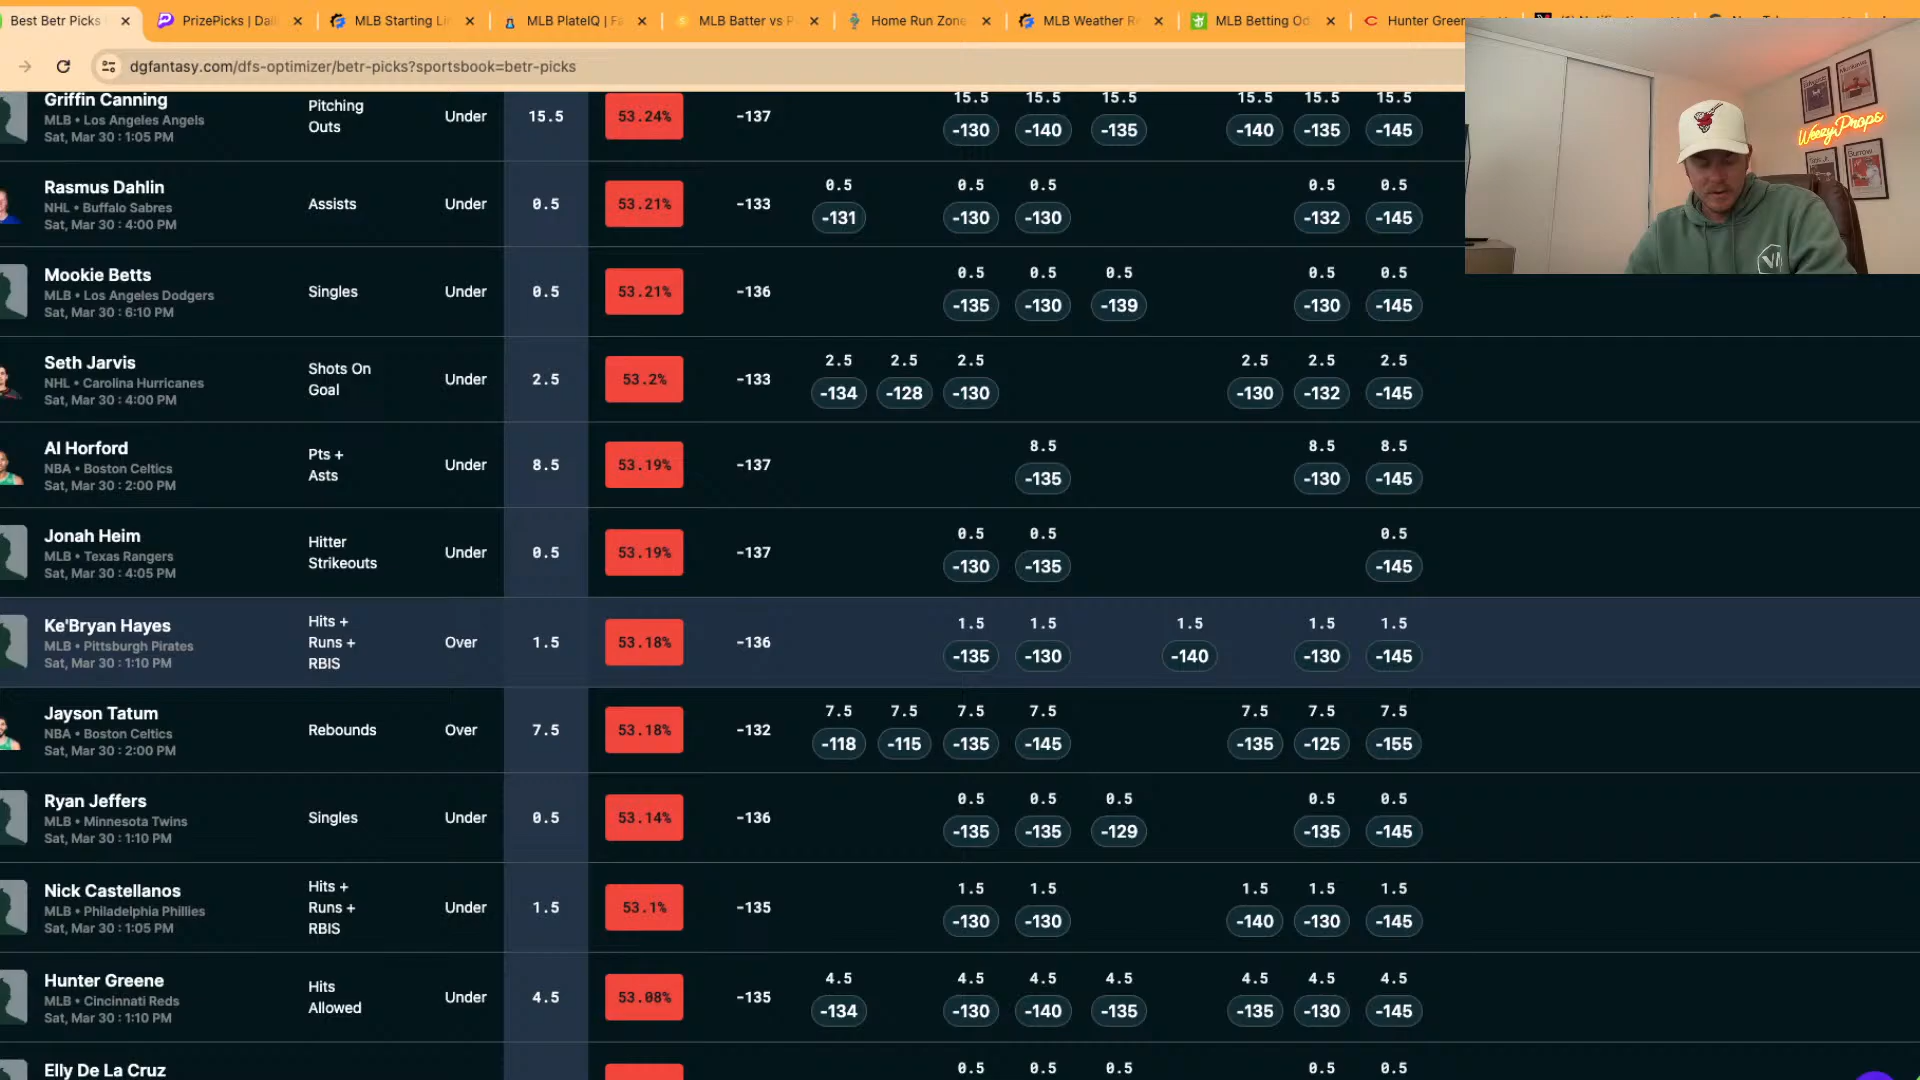 Best Betr Picks
PrizePicks | Dai
MLB Starting Li
MLB PlateIQ | Fa
MLB Batter vs P
Home Run Zone
MLB Weather R
MLB Betting Od
Hunter Green
dgfantasy.com/dfs-optimizer/betr-picks?sportsbook=betr-picks
WeezyProps
Griffin Canning
MLB • Los Angeles Angels
Sat, Mar 30 : 1:05 PM
Pitching
Outs
Under
15.5
53.24%
-137
15.5 15.5 15.5 15.5 15.5 15.5
-130 -140 -135 -140 -135 -145
Rasmus Dahlin
NHL • Buffalo Sabres
Sat, Mar 30 : 4:00 PM
Assists
Under
0.5
53.21%
-133
0.5 0.5 0.5 0.5 0.5
-131 -130 -130 -132 -145
Mookie Betts
MLB • Los Angeles Dodgers
Sat, Mar 30 : 6:10 PM
Singles
Under
0.5
53.21%
-136
0.5 0.5 0.5 0.5 0.5
-135 -130 -139 -130 -145
Seth Jarvis
NHL • Carolina Hurricanes
Sat, Mar 30 : 4:00 PM
Shots On
Goal
Under
2.5
53.2%
-133
2.5 2.5 2.5 2.5 2.5 2.5
-134 -128 -130 -130 -132 -145
Al Horford
NBA • Boston Celtics
Sat, Mar 30 : 2:00 PM
Pts +
Asts
Under
8.5
53.19%
-137
8.5 8.5 8.5
-135 -130 -145
Jonah Heim
MLB • Texas Rangers
Sat, Mar 30 : 4:05 PM
Hitter
Strikeouts
Under
0.5
53.19%
-137
0.5 0.5 0.5
-130 -135 -145
Ke'Bryan Hayes
MLB • Pittsburgh Pirates
Sat, Mar 30 : 1:10 PM
Hits +
Runs +
RBIS
Over
1.5
53.18%
-136
1.5 1.5 1.5 1.5 1.5
-135 -130 -140 -130 -145
Jayson Tatum
NBA • Boston Celtics
Sat, Mar 30 : 2:00 PM
Rebounds
Over
7.5
53.18%
-132
7.5 7.5 7.5 7.5 7.5 7.5 7.5
-118 -115 -135 -145 -135 -125 -155
Ryan Jeffers
MLB • Minnesota Twins
Sat, Mar 30 : 1:10 PM
Singles
Under
0.5
53.14%
-136
0.5 0.5 0.5 0.5 0.5
-135 -135 -129 -135 -145
Nick Castellanos
MLB • Philadelphia Phillies
Sat, Mar 30 : 1:05 PM
Hits +
Runs +
RBIS
Under
1.5
53.1%
-135
1.5 1.5 1.5 1.5 1.5
-130 -130 -140 -130 -145
Hunter Greene
MLB • Cincinnati Reds
Sat, Mar 30 : 1:10 PM
Hits
Allowed
Under
4.5
53.08%
-135
4.5 4.5 4.5 4.5 4.5 4.5 4.5
-134 -130 -140 -135 -135 -130 -145
Elly De La Cruz
0.5 0.5 0.5 0.5 0.5